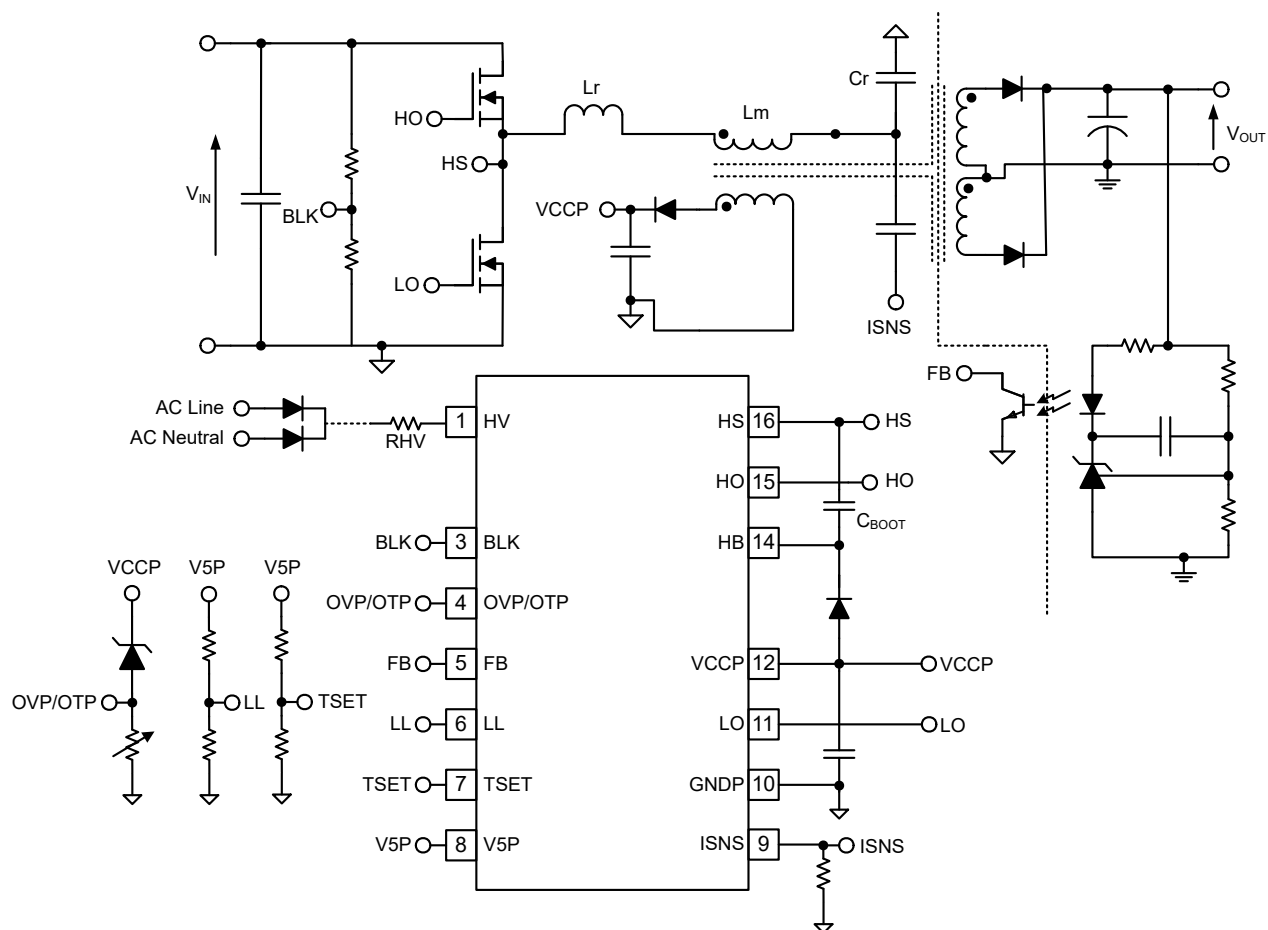 Cr
Lr
Lm
HO
VOUT
HS
VIN
BLK
VCCP
LO
ISNS
FB
AC Line
AC Neutral
RHV
1 HV
HS 16 HS
HO 15 HO
CBOOT
BLK 3 BLK
HB 14
VCCP V5P V5P
OVP/OTP 4 OVP/OTP
FB 5 FB
VCCP 12 VCCP
OVP/OTP LL TSET
LL 6 LL
LO 11 LO
TSET 7 TSET
GNDP 10
V5P 8 V5P
ISNS 9 ISNS